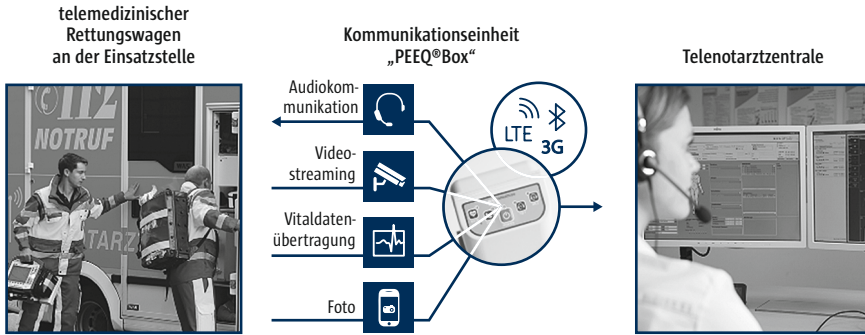 telemedizinischer
Rettungswagen
an der Einsatzstelle
Kommunikationseinheit
„PEEQ®Box“
Telenotarztzentrale
112
NOTRUF
TARZ
Audiokom-
munikation
Video-
streaming
Vitaldaten-
übertragung
Foto
LTE
3G